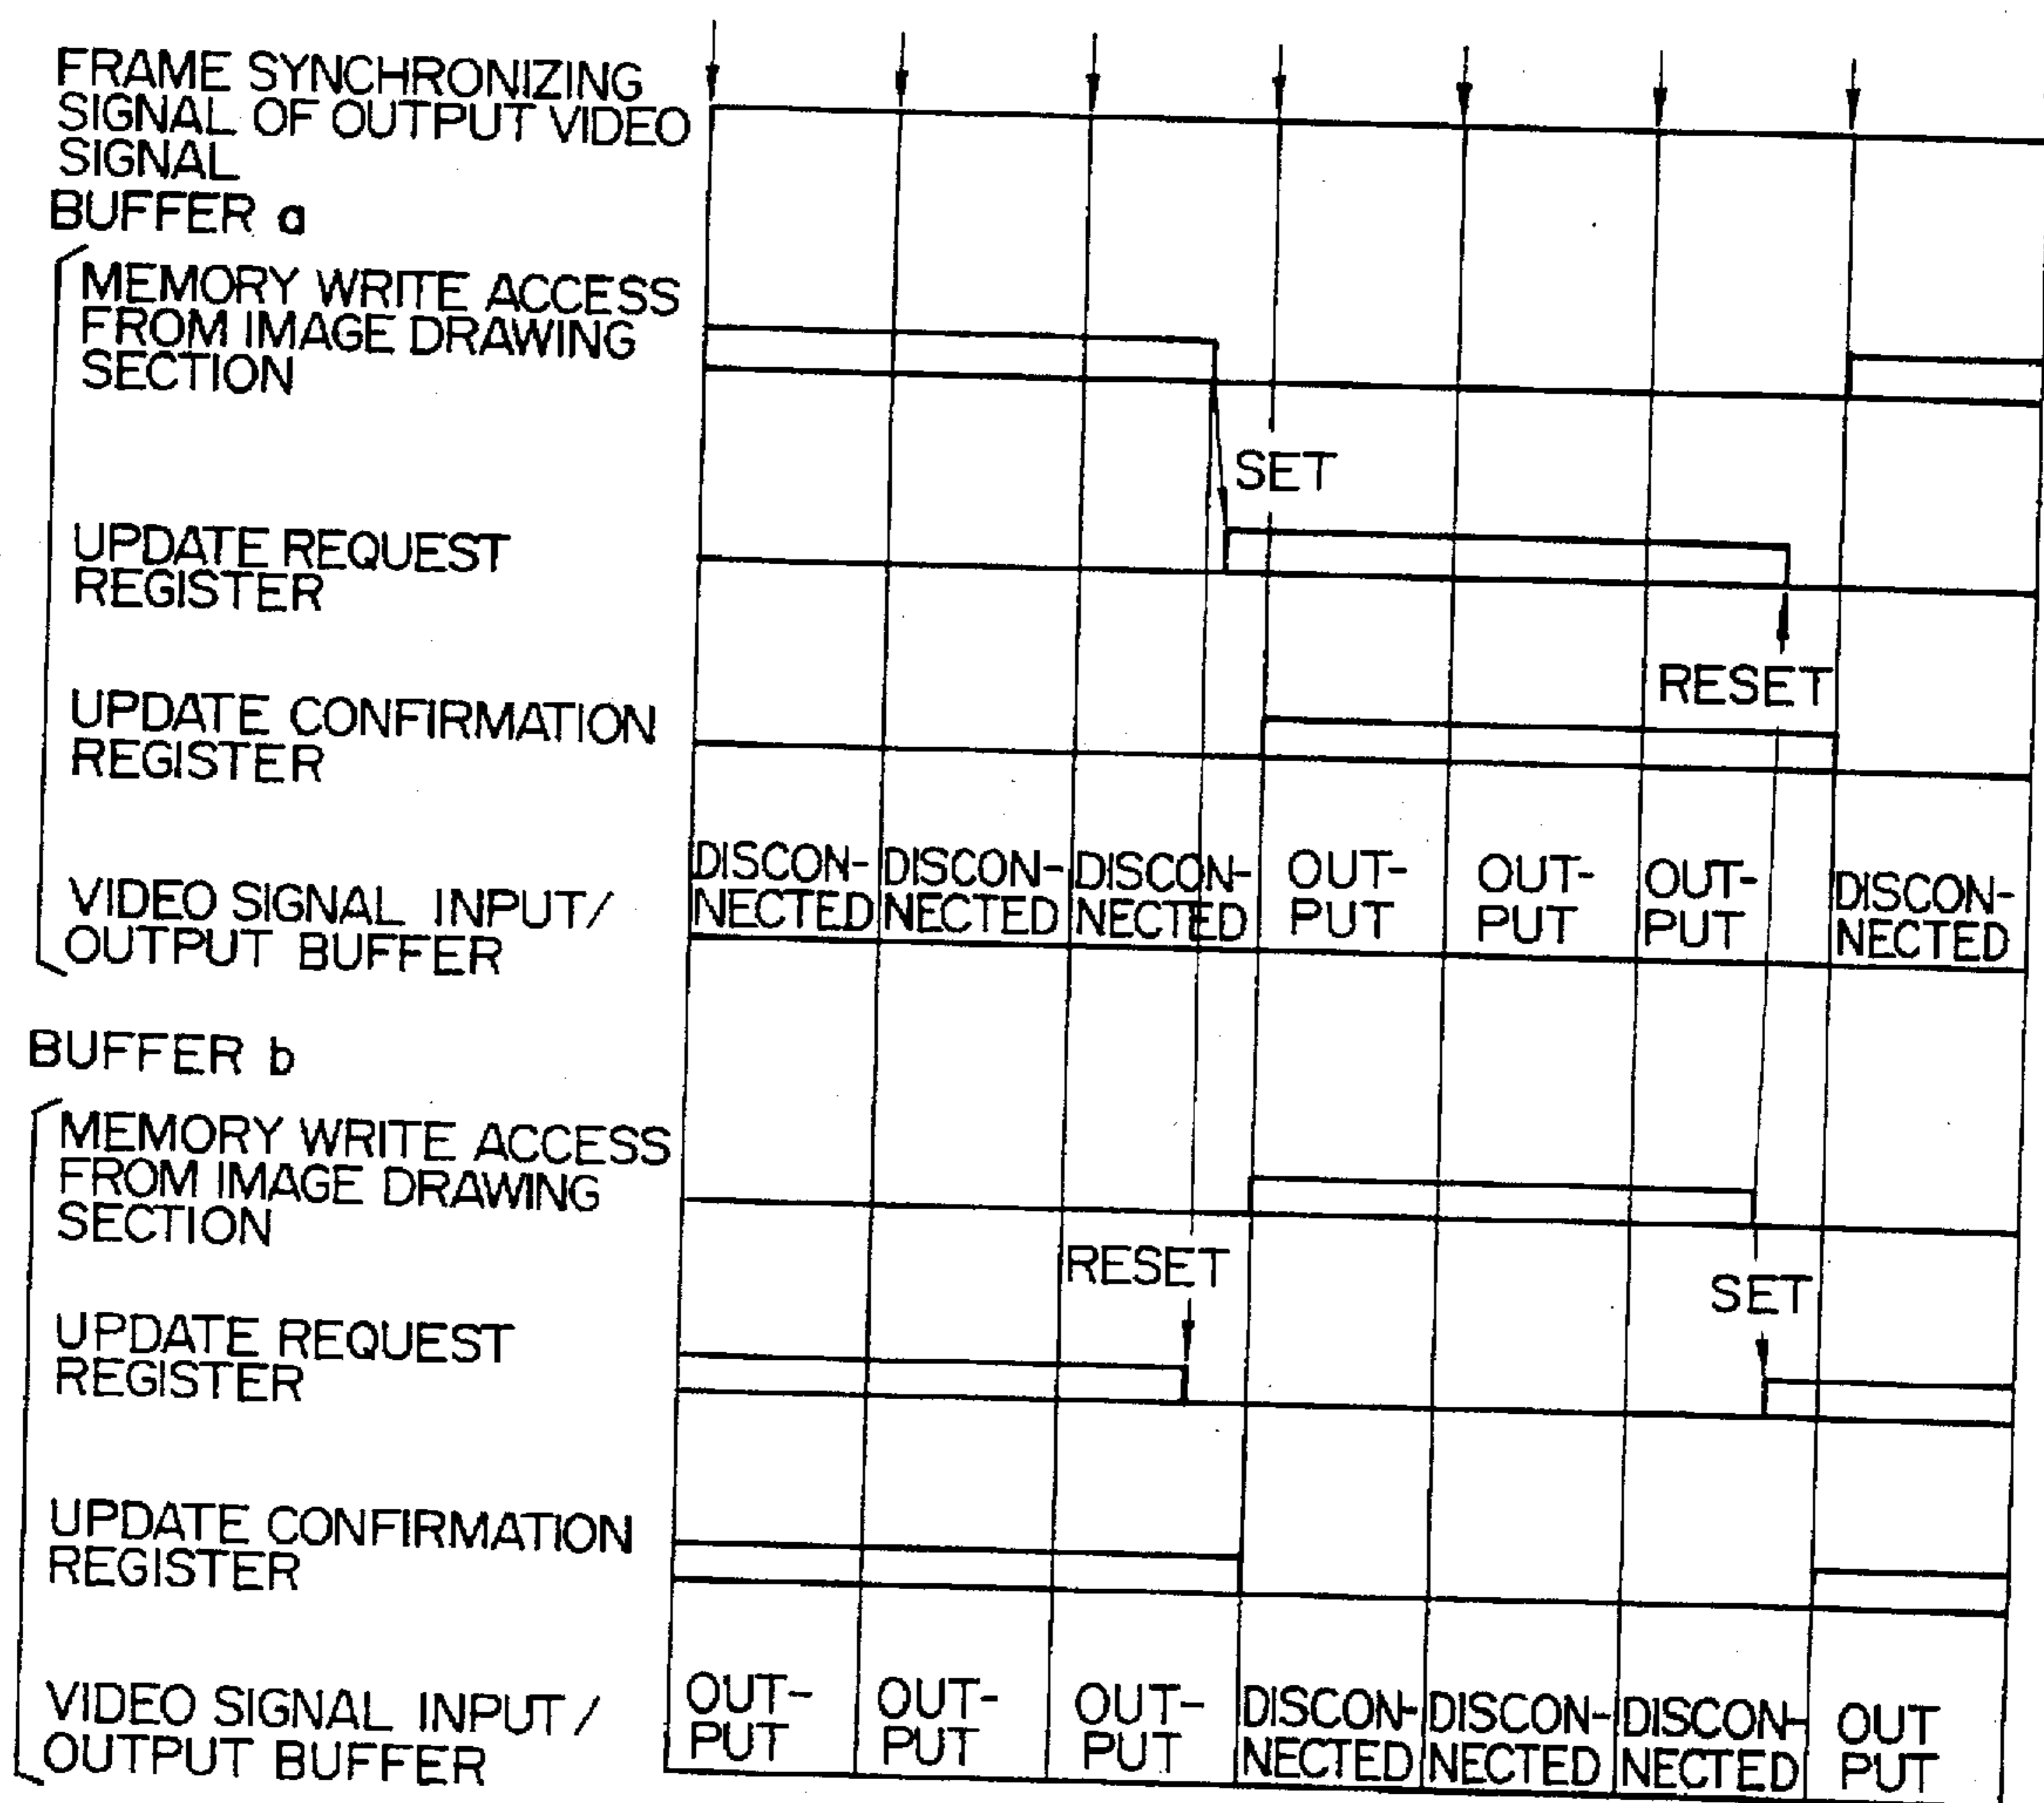 FRAME SYNCHRONIZING
SIGNAL OF OUTPUT VIDEO
SIGNAL
BUFFER a
MEMORY WRITE ACCESS
FROM IMAGE DRAWING
SECTION
SET
UPDATE REQUEST
REGISTER
RESET
UPDATE CONFIRMATION
REGISTER
DISCON- DISCON- DISCON- OUT- OUT- OUT- DISCON-
NECTED NECTED NECTED PUT PUT PUT NECTED
VIDEO SIGNAL INPUT/
OUTPUT BUFFER
BUFFER b
MEMORY WRITE ACCESS
FROM IMAGE DRAWING
SECTION
RESET
SET
UPDATE REQUEST
REGISTER
UPDATE CONFIRMATION
REGISTER
VIDEO SIGNAL INPUT/
OUTPUT BUFFER
OUT- OUT- OUT- DISCON- DISCON- DISCON- OUT
PUT PUT PUT NECTED NECTED NECTED PUT